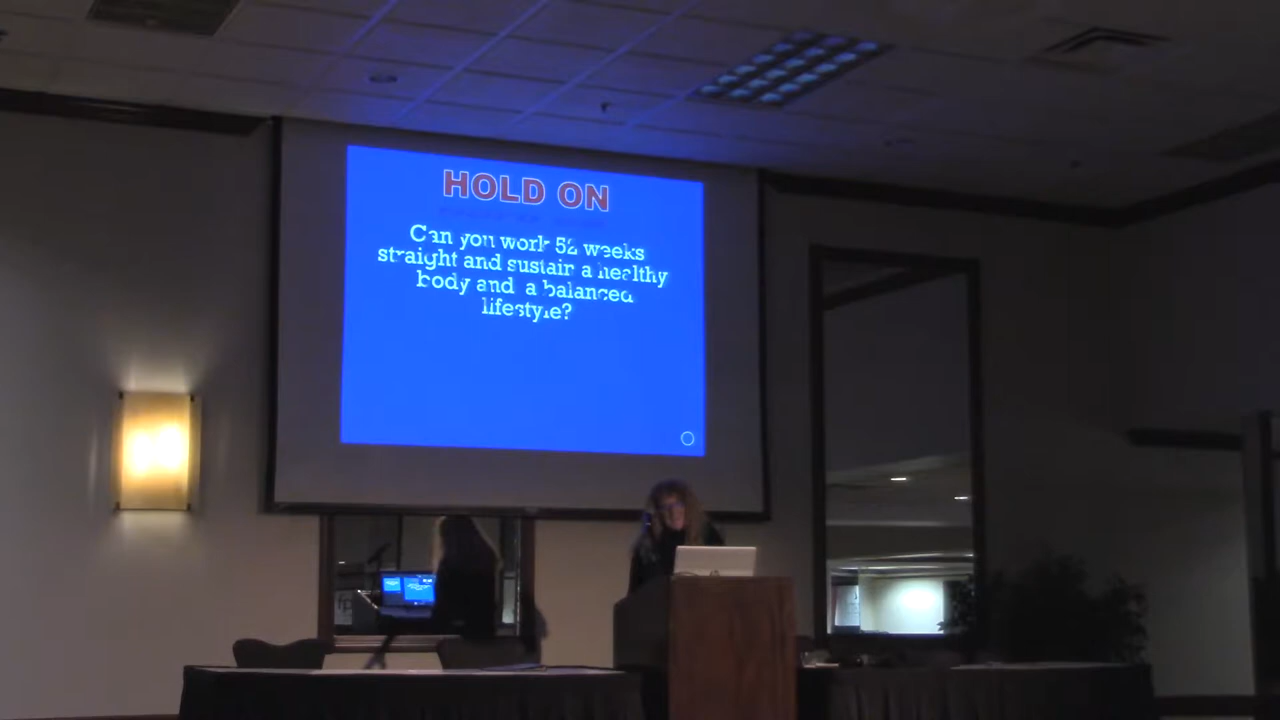 HOLD ON
Can you work 52 weeks
straight and sustain a healthy
body and a balanced
lifestyle?